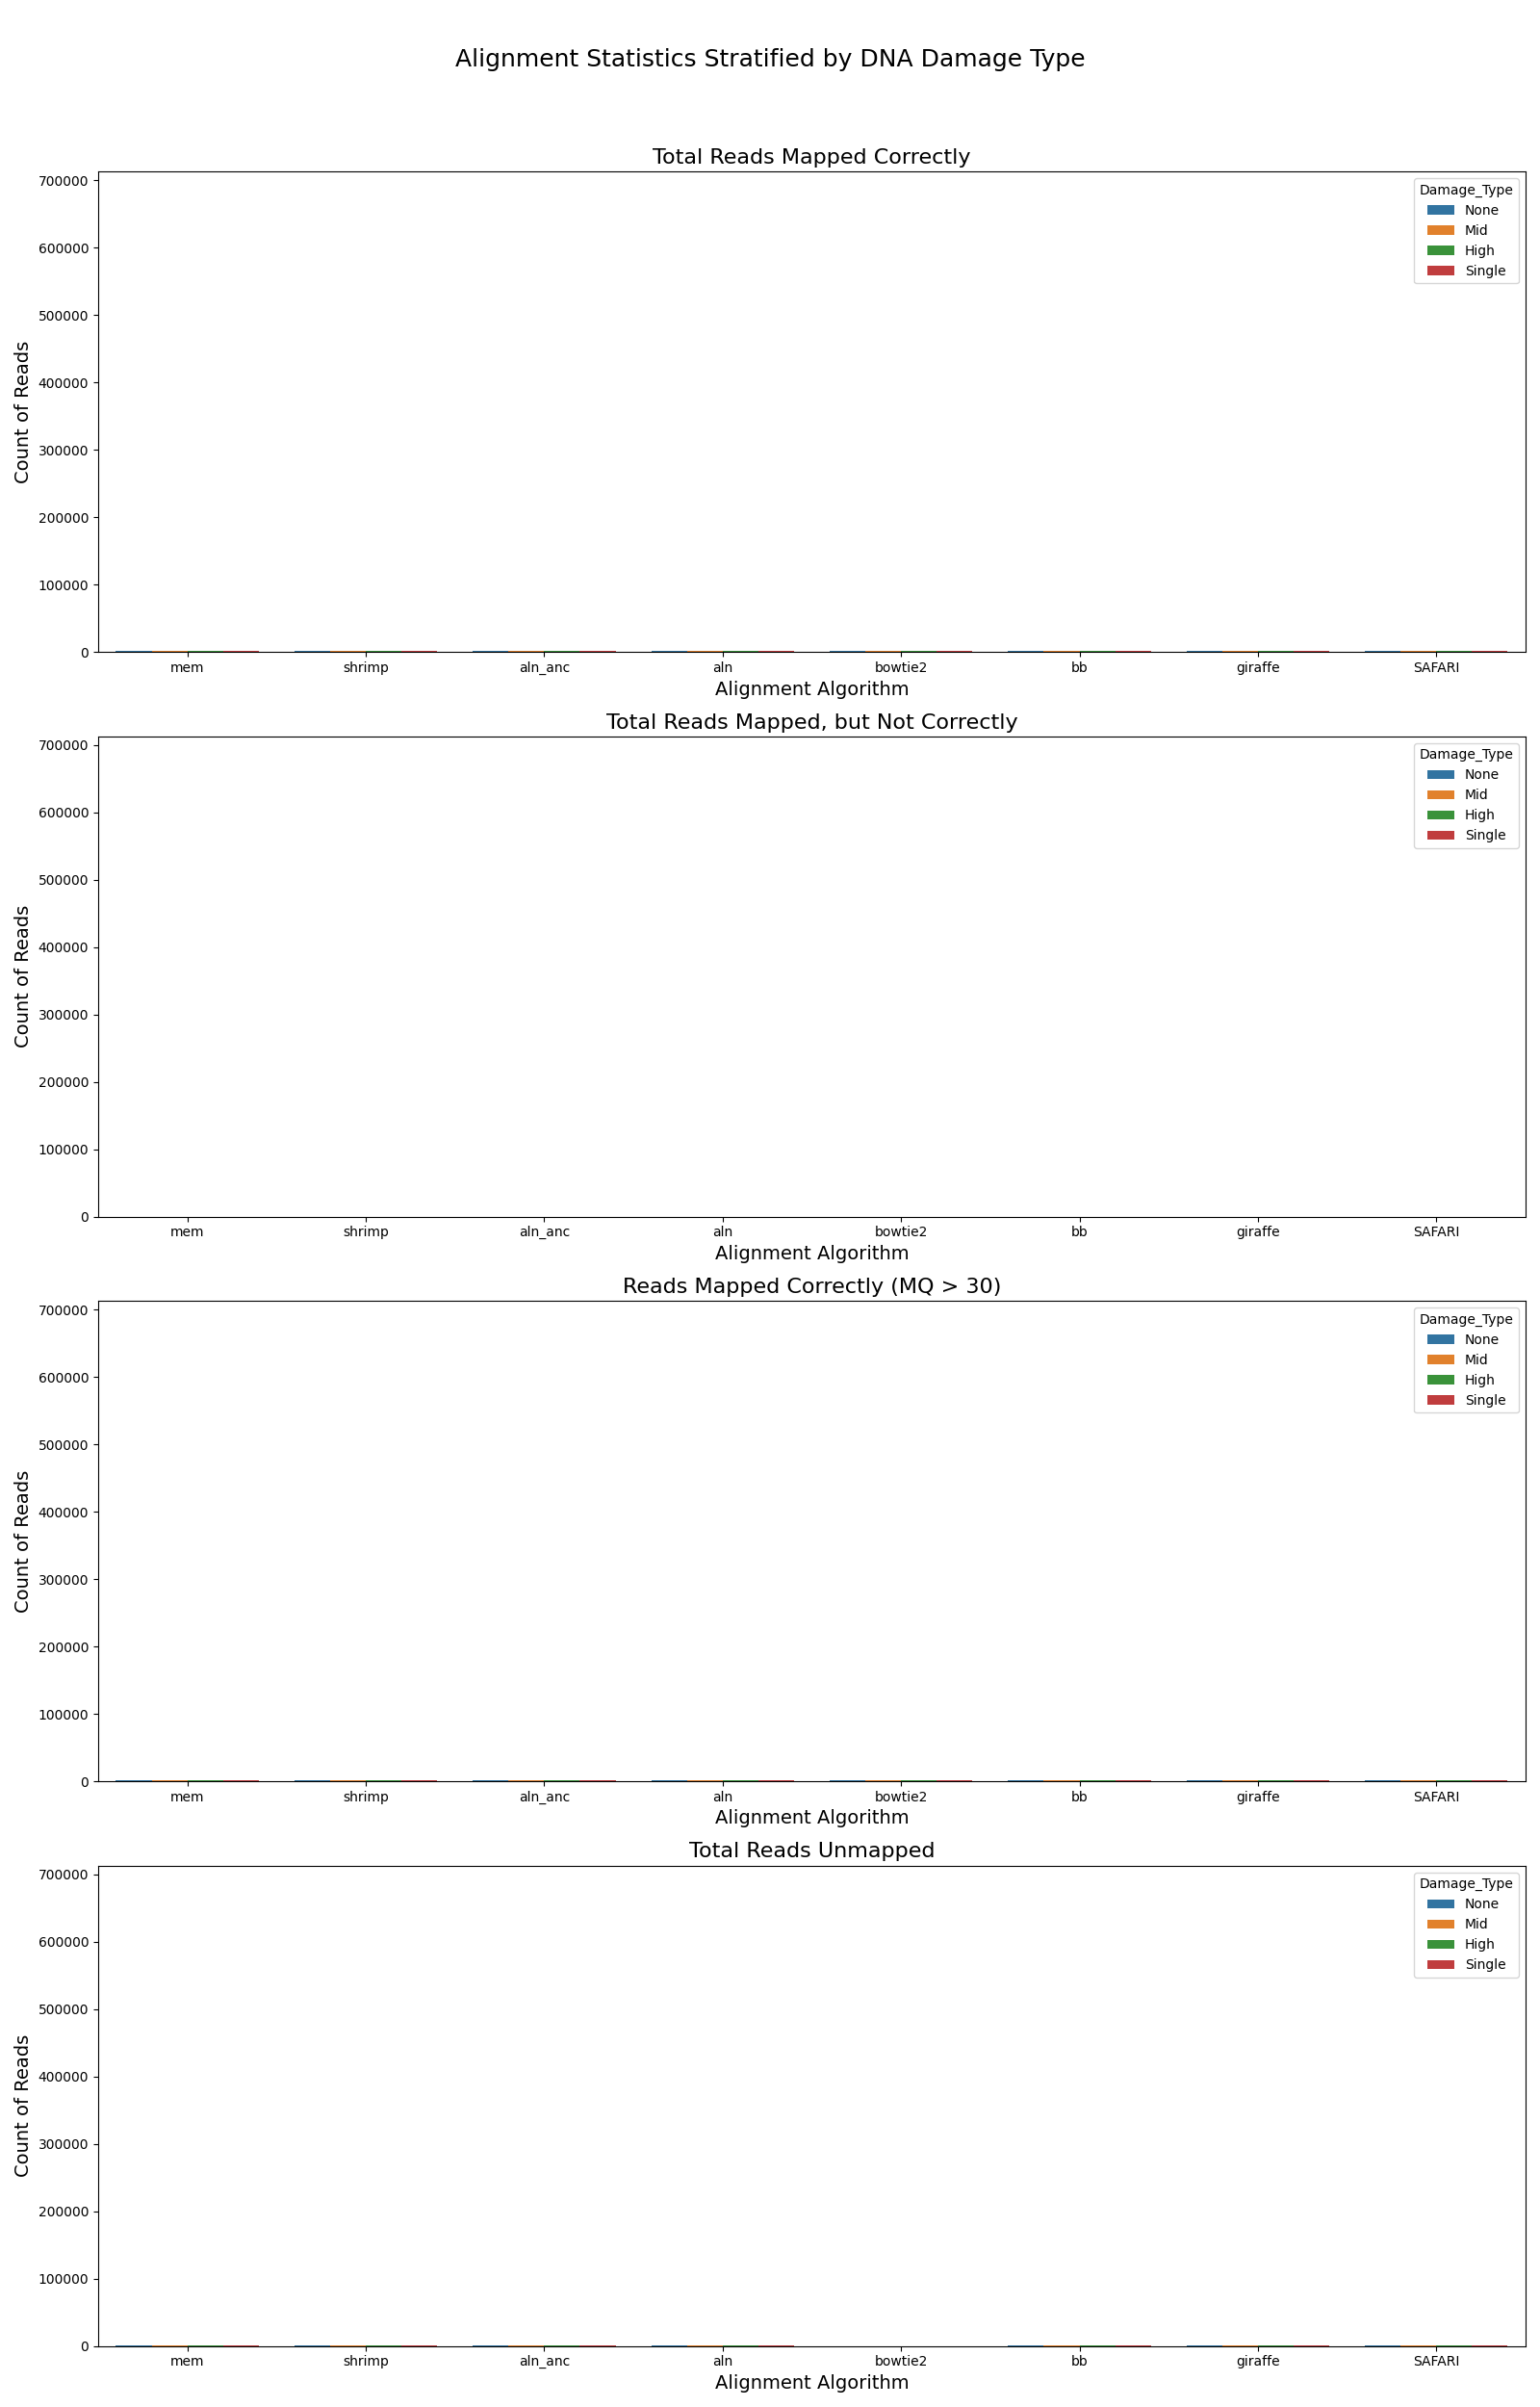 Alignment Statistics Stratified by DNA Damage Type
Total Reads Mapped Correctly
700000
600000
500000
400000
300000
200000
100000
0
Count of Reads
Damage_Type
None
Mid
High
Single
mem shrimp aln_anc aln bowtie2 bb giraffe SAFARI
Alignment Algorithm
Total Reads Mapped, but Not Correctly
700000
600000
500000
400000
300000
200000
100000
0
Count of Reads
Damage_Type
None
Mid
High
Single
mem shrimp aln_anc aln bowtie2 bb giraffe SAFARI
Alignment Algorithm
Reads Mapped Correctly (MQ > 30)
700000
600000
500000
400000
300000
200000
100000
0
Count of Reads
Damage_Type
None
Mid
High
Single
mem shrimp aln_anc aln bowtie2 bb giraffe SAFARI
Alignment Algorithm
Total Reads Unmapped
700000
600000
500000
400000
300000
200000
100000
0
Count of Reads
Damage_Type
None
Mid
High
Single
mem shrimp aln_anc aln bowtie2 bb giraffe SAFARI
Alignment Algorithm